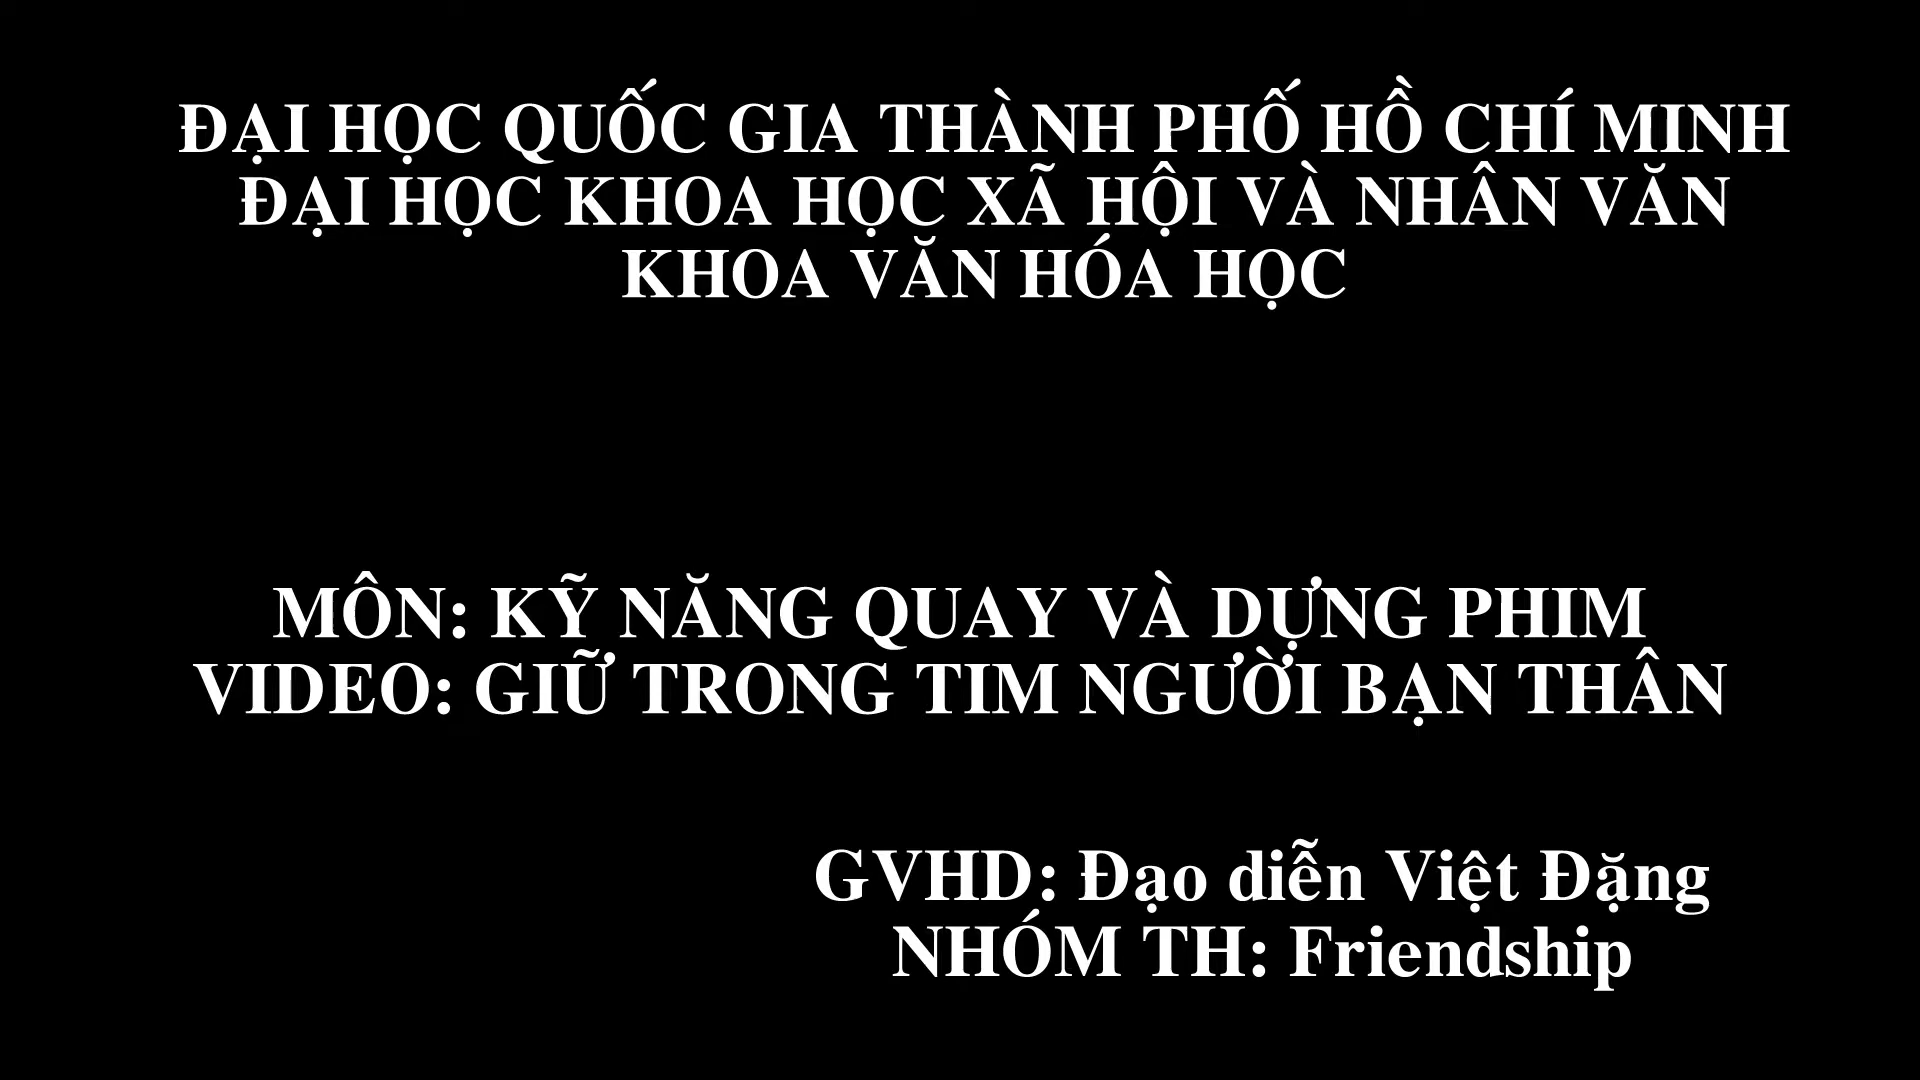 ĐẠI HỌC QUỐC GIA THÀNH PHỐ HỒ CHÍ MINH
ĐẠI HỌC KHOA HỌC XÃ HỘI VÀ NHÂN VĂN
KHOA VĂN HÓA HỌC
MÔN: KỸ NĂNG QUAY VÀ DỰNG PHIM
VIDEO: GIỮ TRONG TIM NGƯỜI BẠN THÂN
GVHD: Đạo diễn Việt Đặng
NHÓM TH: Friendship